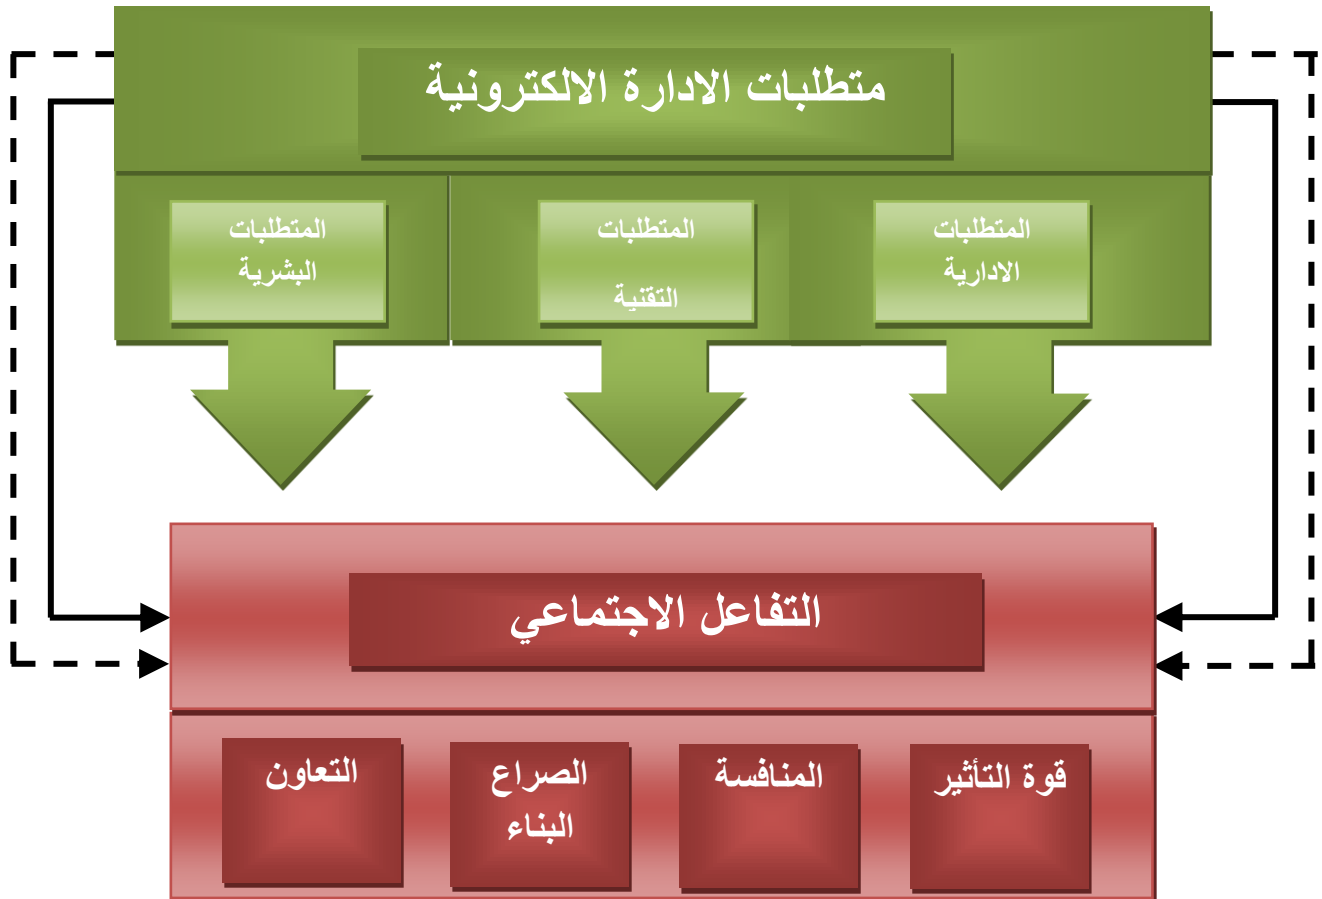 متطلبات الادارة الالكترونية
المتطلبات
الادارية
المتطلبات
التقنية
المتطلبات
البشرية
التفاعل الاجتماعي
قوة التأثير
المنافسة
الصراع
البناء
التعاون